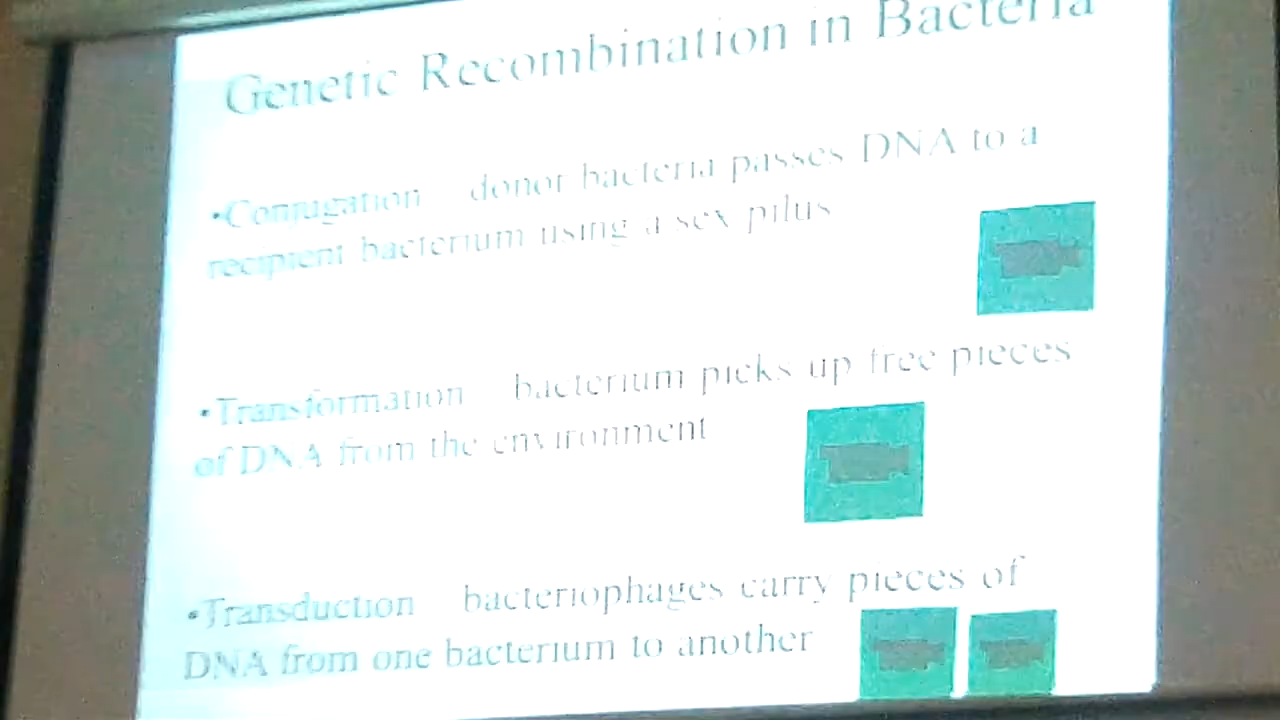 Genetic Recombination in Bacteria
•Conjugation donor bacteria passes DNA to a
recipient bacterium using a sex pilus
•Transformation bacterium picks up free pieces
of DNA from the environment
•Transduction bacteriophages carry pieces of
DNA from one bacterium to another